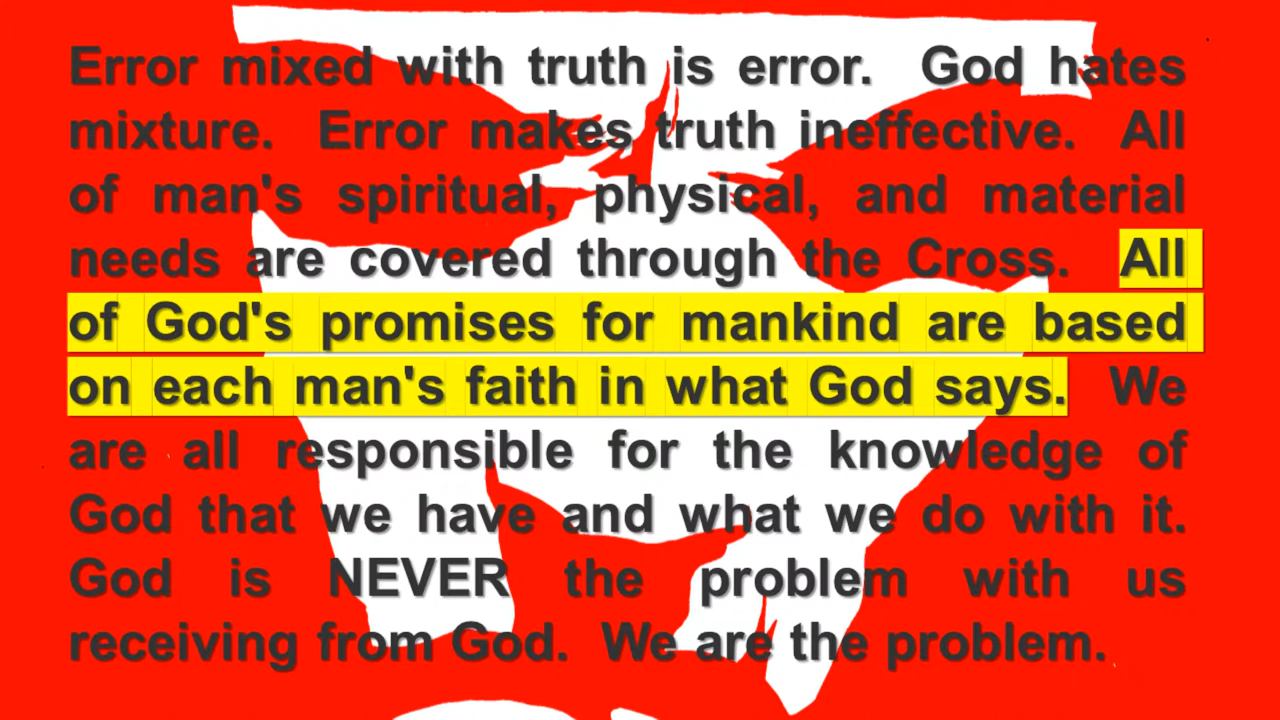 Error mixed with truth is error. God hates
mixture. Error makes truth ineffective. All
of man's spiritual, physical, and material
needs are covered through the Cross. All
of God's promises for mankind are based
on each man's faith in what God says. We
are all responsible for the knowledge of
God that we have and what we do with it.
God is NEVER the problem with us
receiving from God. We are the problem.